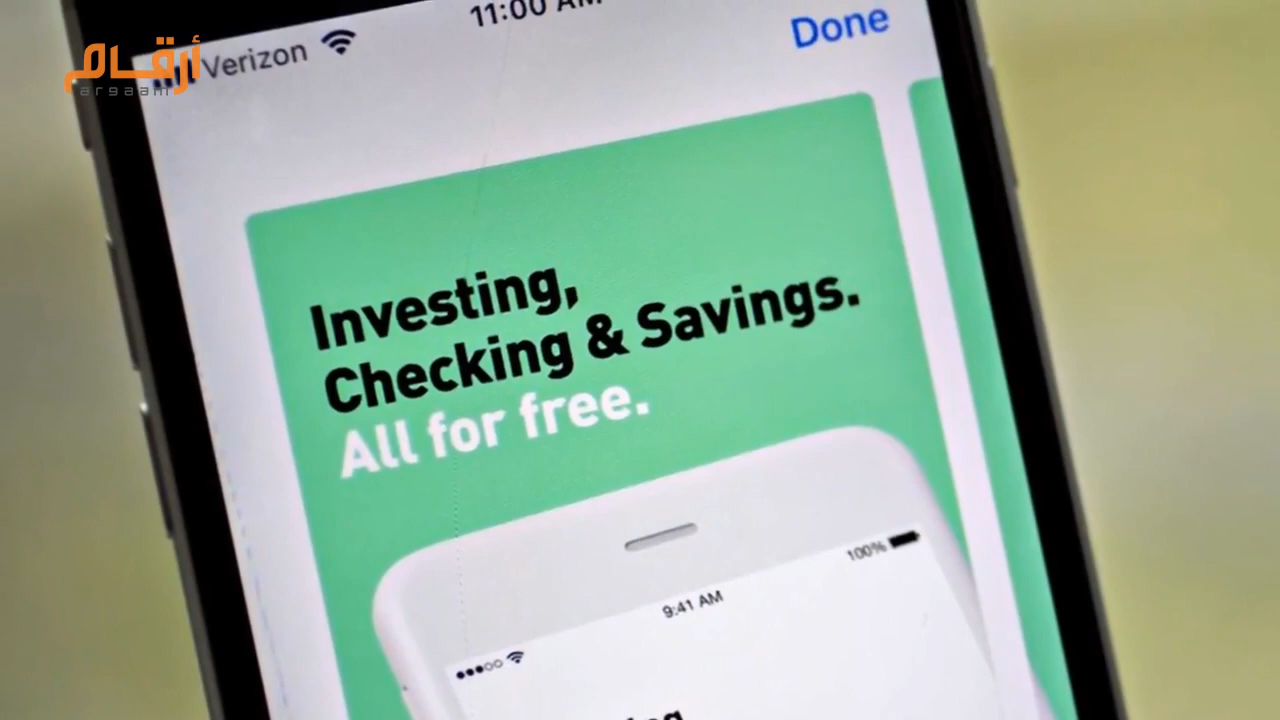 11:00 AM
Verizon
Done
أرقام
argaam
Investing,
Checking & Savings.
All for free.
100%
9:41 AM